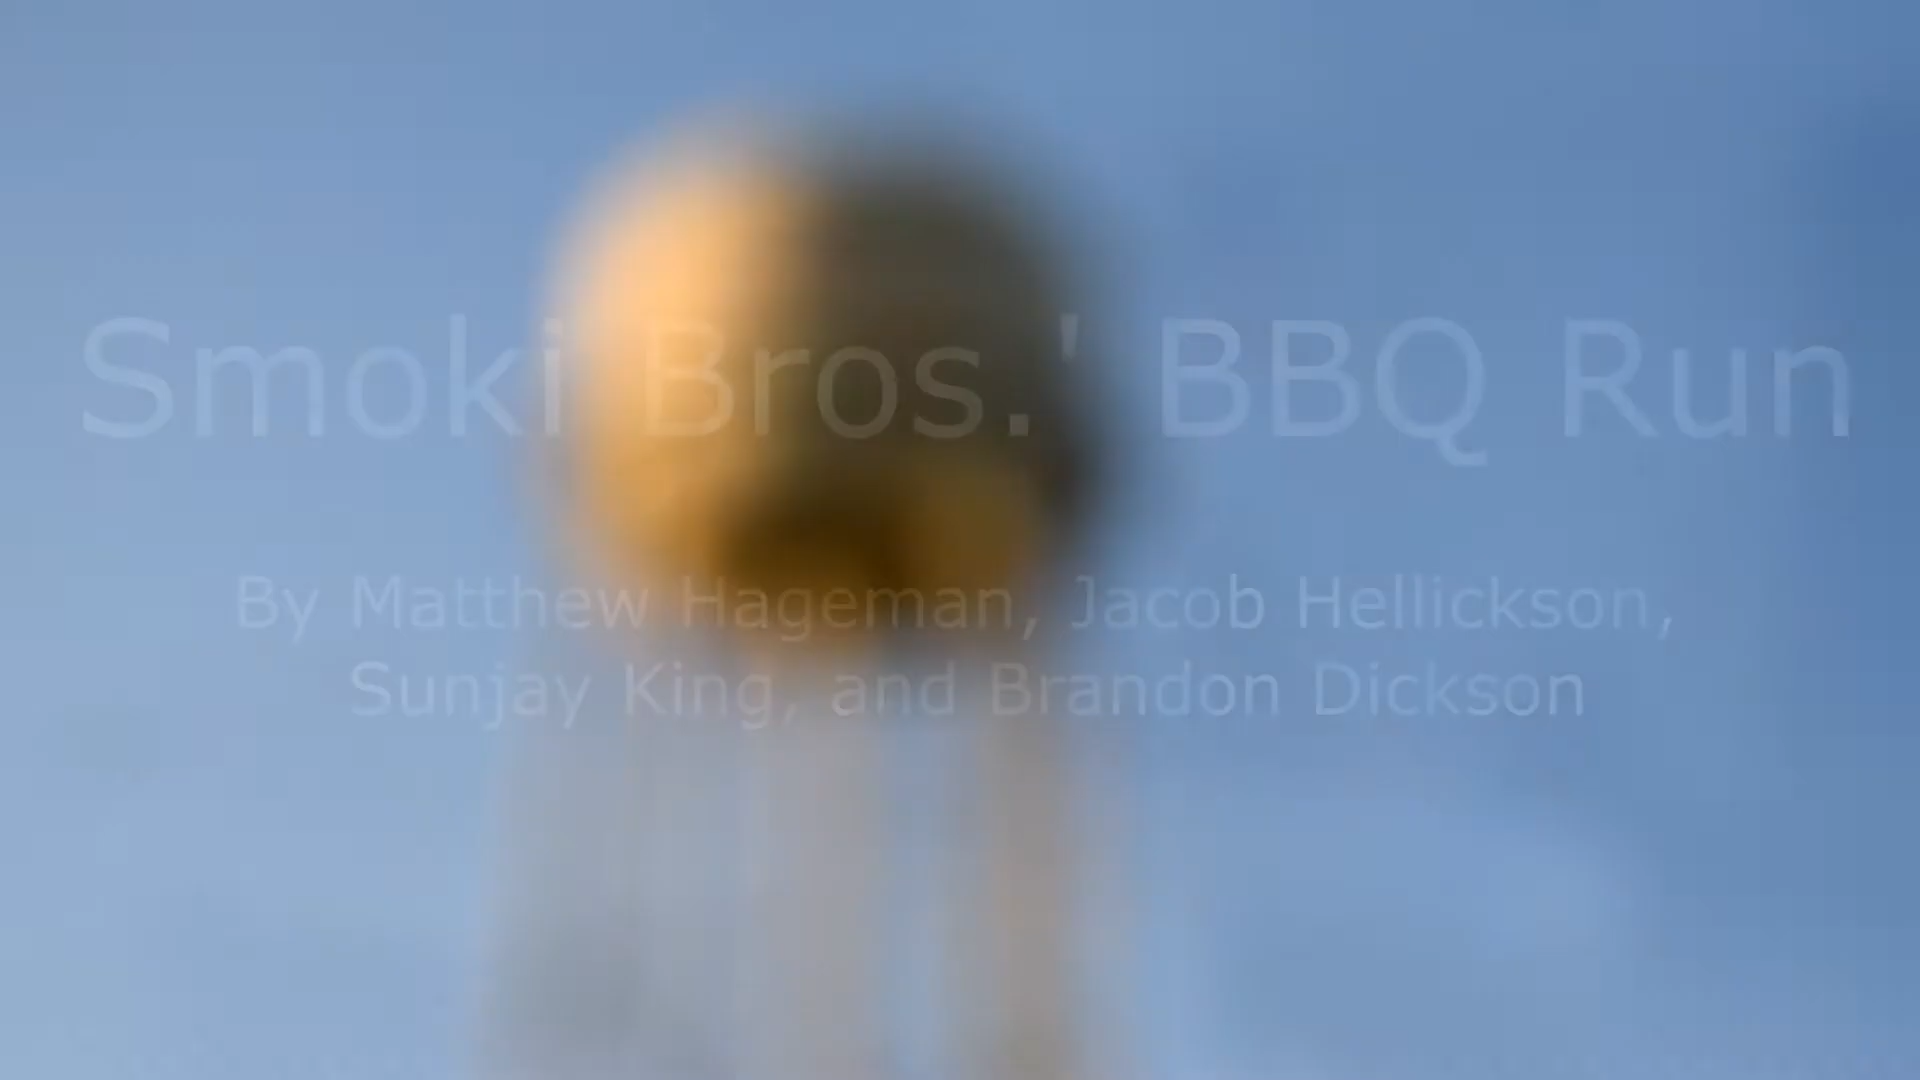 Smoki Bros.' BBQ Run
By Matthew Hageman, Jacob Hellickson,
Sunjay King, and Brandon Dickson